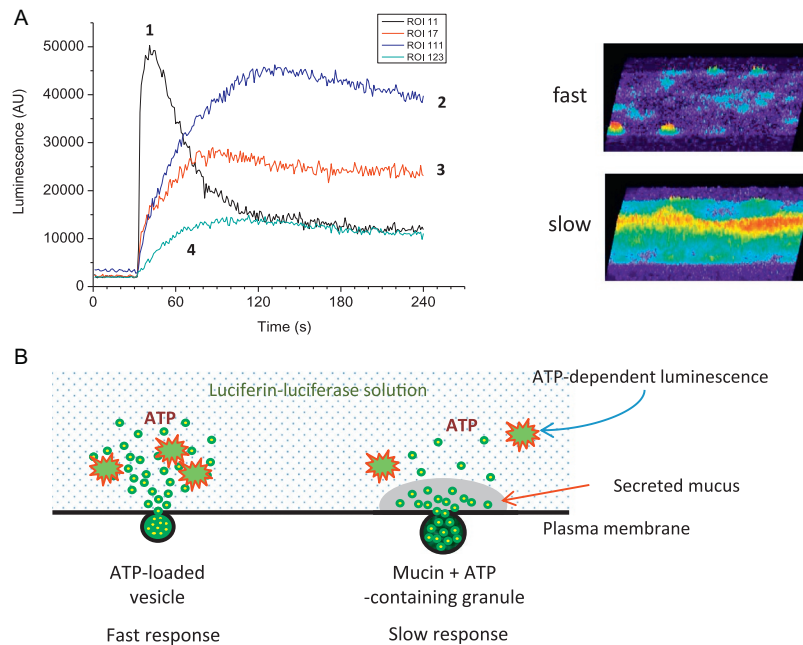 A
1
ROI 11
ROI 17
ROI 111
ROI 123
50000
40000
30000
20000
10000
0
Luminescence (AU)
2
3
4
0
60
120
180
240
Time (s)
fast
slow
B
Luciferin-luciferase solution
ATP-dependent luminescence
ATP
ATP
Secreted mucus
Plasma membrane
ATP-loaded
vesicle
Mucin + ATP
-containing granule
Fast response
Slow response